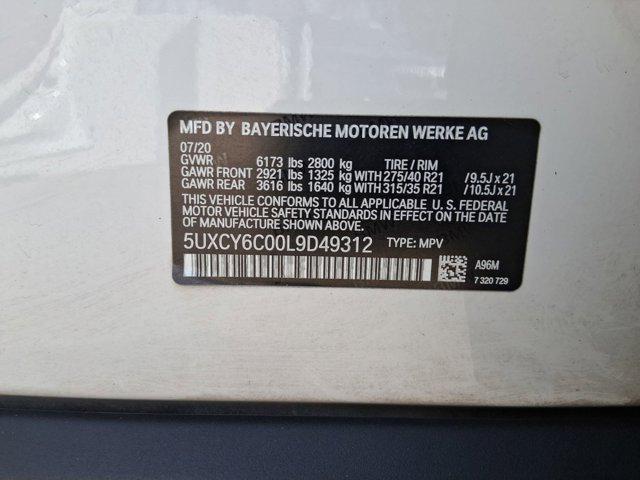 MFD BY BAYERISCHE MOTOREN WERKE AG
07/20
GVWR 6173 lbs 2800 kg TIRE / RIM
GAWR FRONT 2921 lbs 1325 kg WITH 275/40 R21 /9.5J x 21
GAWR REAR 3616 lbs 1640 kg WITH 315/35 R21 /10.5J x 21
THIS VEHICLE CONFORMS TO ALL APPLICABLE U. S. FEDERAL
MOTOR VEHICLE SAFETY STANDARDS IN EFFECT ON THE
DATE OF MANUFACTURE SHOWN ABOVE.
5UXCY6C00L9D49312 TYPE: MPV
A96M
7 320 729